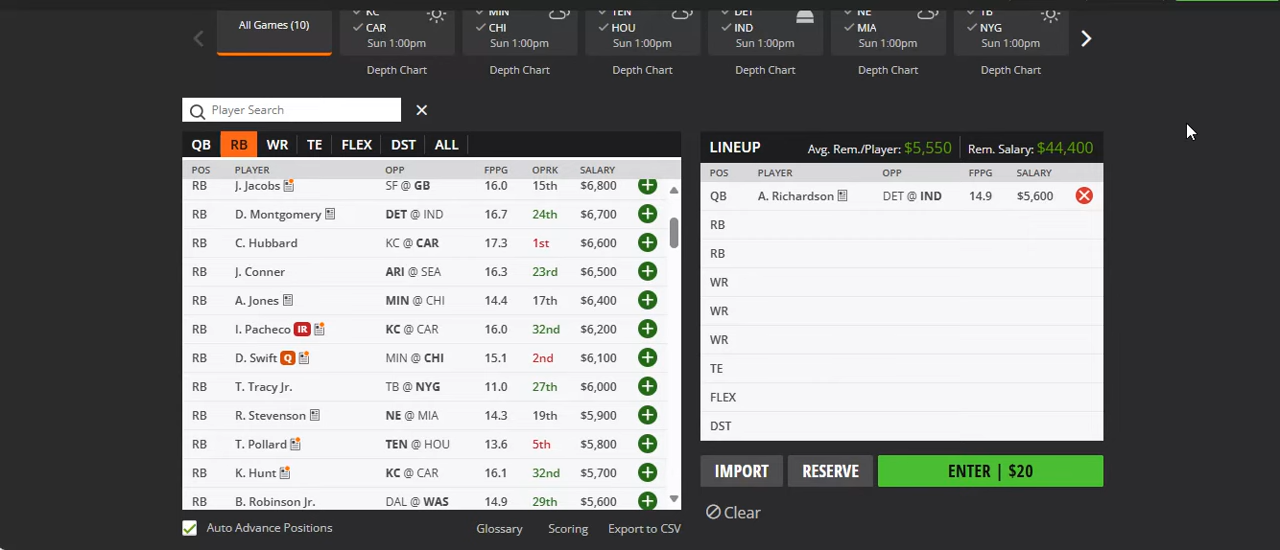 All Games (10)
KC
CAR
Sun 1:00pm
MIN
CHI
Sun 1:00pm
TEN
HOU
Sun 1:00pm
DET
IND
Sun 1:00pm
NE
MIA
Sun 1:00pm
TB
NYG
Sun 1:00pm
Depth Chart Depth Chart Depth Chart Depth Chart Depth Chart Depth Chart
Player Search
QB RB WR TE FLEX DST ALL
POS PLAYER OPP FPPG OPRK SALARY
RB J. Jacobs SF @ GB 16.0 15th $6,800
RB D. Montgomery DET @ IND 16.7 24th $6,700
RB C. Hubbard KC @ CAR 17.3 1st $6,600
RB J. Conner ARI @ SEA 16.3 23rd $6,500
RB A. Jones MIN @ CHI 14.4 17th $6,400
RB I. Pacheco IR KC @ CAR 16.0 32nd $6,200
RB D. Swift Q MIN @ CHI 15.1 2nd $6,100
RB T. Tracy Jr. TB @ NYG 11.0 27th $6,000
RB R. Stevenson NE @ MIA 14.3 19th $5,900
RB T. Pollard TEN @ HOU 13.6 5th $5,800
RB K. Hunt KC @ CAR 16.1 32nd $5,700
RB B. Robinson Jr. DAL @ WAS 14.9 29th $5,600
Auto Advance Positions Glossary Scoring Export to CSV
LINEUP Avg. Rem./Player: $5,550 Rem. Salary: $44,400
POS PLAYER OPP FPPG SALARY
QB A. Richardson DET @ IND 14.9 $5,600
RB
RB
WR
WR
WR
TE
FLEX
DST
IMPORT RESERVE ENTER | $20
Clear